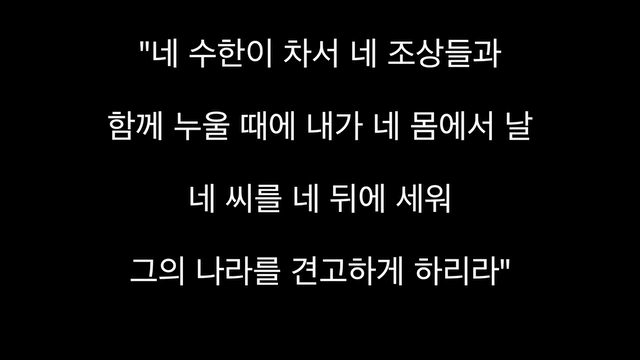 "네 수한이 차서 네 조상들과
함께 누울 때에 내가 네 몸에서 날
네 씨를 네 뒤에 세워
그의 나라를 견고하게 하리라"